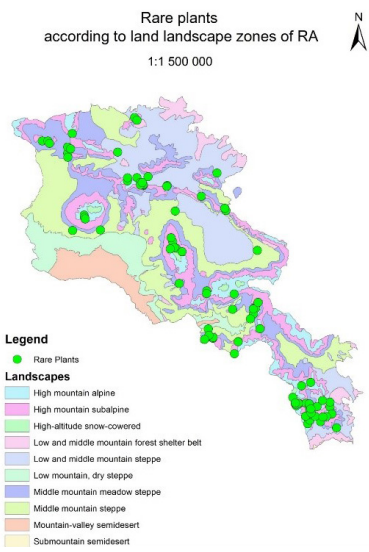 Rare plants
according to land landscape zones of RA
1:1 500 000
N
Legend
Rare Plants
Landscapes
High mountain alpine
High mountain subalpine
High-altitude snow-covered
Low and middle mountain forest shelter belt
Low and middle mountain steppe
Low mountain, dry steppe
Middle mountain meadow steppe
Middle mountain steppe
Mountain-valley semidesert
Submountain semidesert